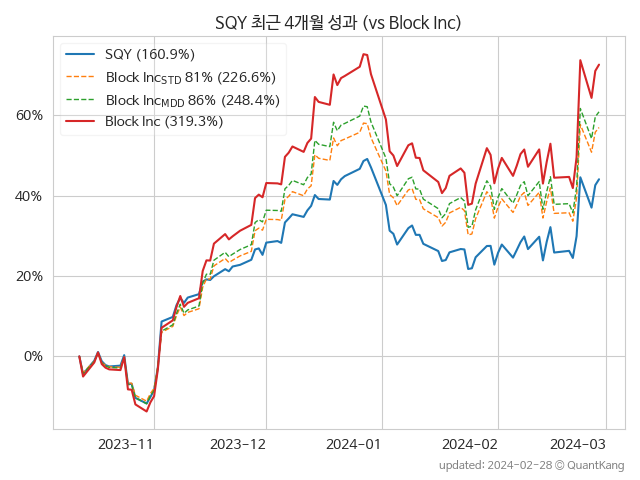 SQY 최근 4개월 성과 (vs Block Inc)
SQY (160.9%)
Block IncSTD 81% (226.6%)
Block IncMDD 86% (248.4%)
Block Inc (319.3%)
60%
40%
20%
0%
2023-11
2023-12
2024-01
2024-02
2024-03
updated: 2024-02-28 © QuantKang